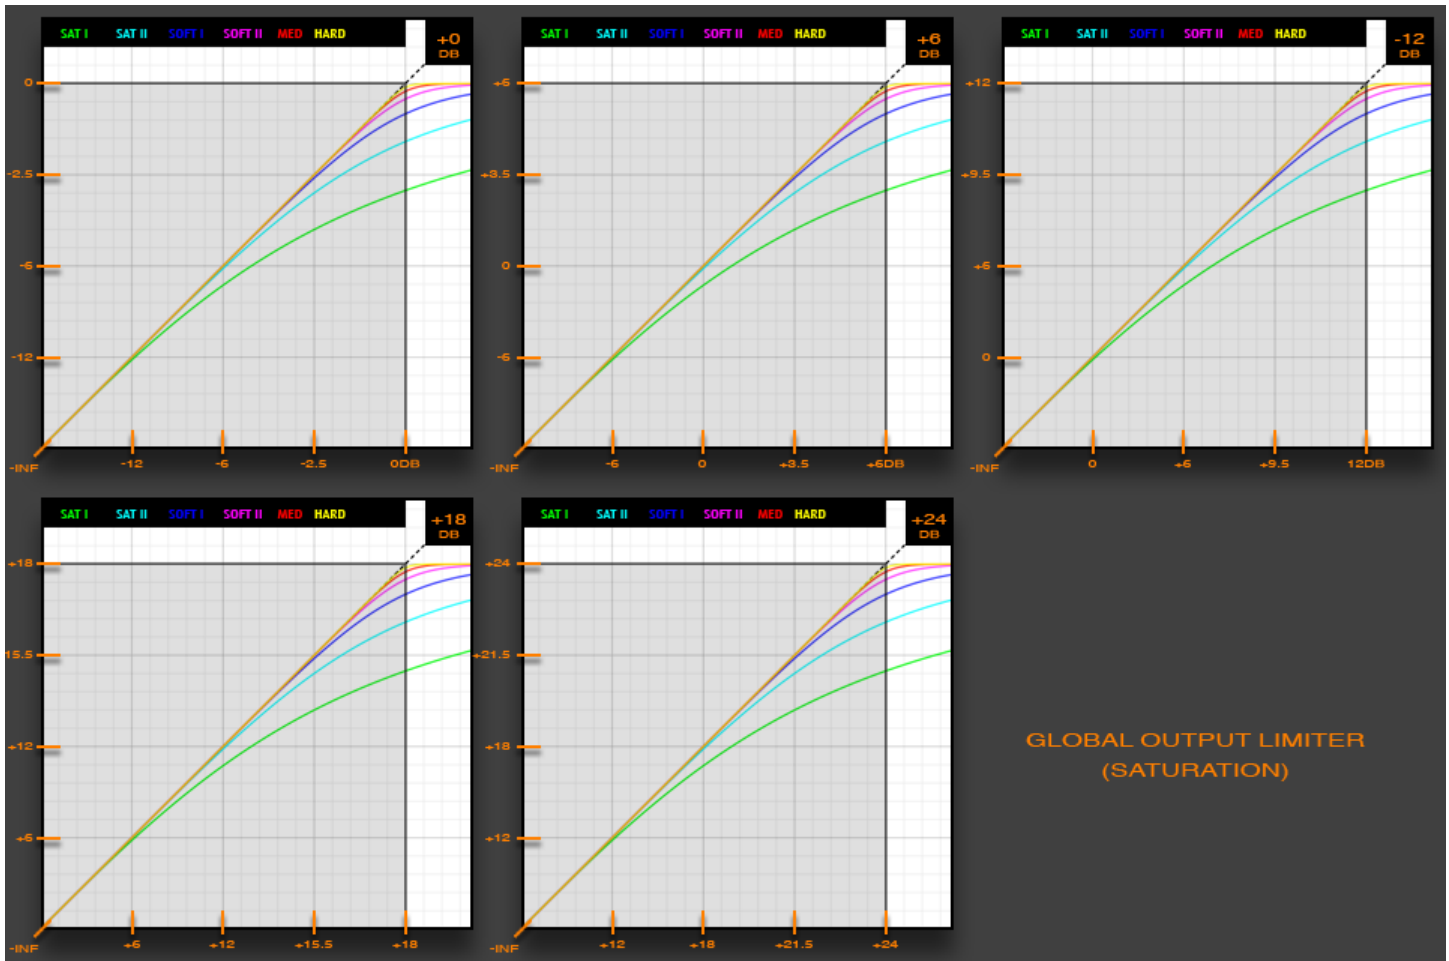 SAT I SAT II SOFT I SOFT II MED HARD
+0
DB
0
-2.5
-6
-12
-INF
-12 -6 -2.5 0DB
SAT I SAT II SOFT I SOFT II MED HARD
+6
DB
+6
+3.5
0
-6
-INF
-6 0 +3.5 +6DB
SAT I SAT II SOFT I SOFT II MED HARD
-12
DB
+12
+9.5
+6
0
-INF
0 +6 +9.5 12DB
SAT I SAT II SOFT I SOFT II MED HARD
+18
DB
+18
15.5
+12
+6
-INF
+6 +12 +15.5 +18
SAT I SAT II SOFT I SOFT II MED HARD
+24
DB
+24
+21.5
+18
+12
-INF
+12 +18 +21.5 +24
GLOBAL OUTPUT LIMITER
(SATURATION)